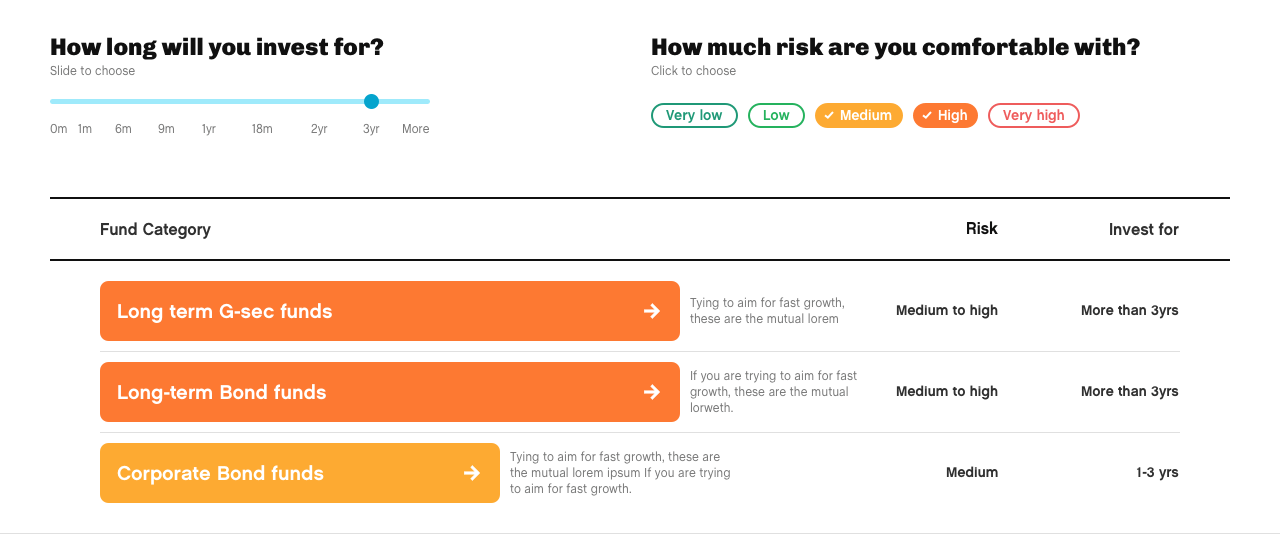 How long will you invest for?
Slide to choose
0m 1m 6m 9m 1yr 18m 2yr 3yr More
How much risk are you comfortable with?
Click to choose
Very low Low Medium High Very high
Fund Category Risk Invest for
Long term G-sec funds
Tying to aim for fast growth,
these are the mutual lorem
Medium to high More than 3yrs
Long-term Bond funds
If you are trying to aim for fast
growth, these are the mutual
lorweth.
Medium to high More than 3yrs
Corporate Bond funds
Tying to aim for fast growth, these are
the mutual lorem ipsum If you are trying
to aim for fast growth.
Medium 1-3 yrs